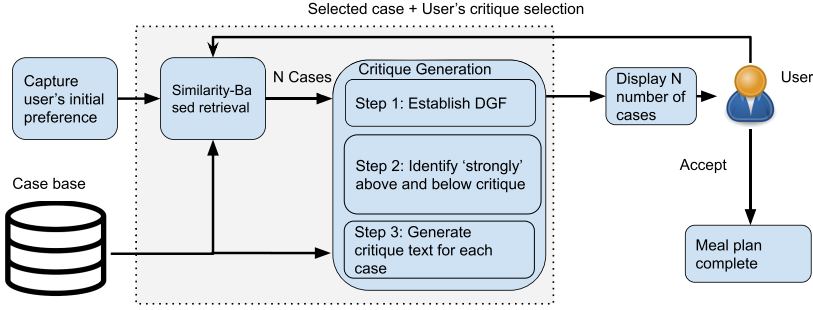 Selected case + User's critique selection
Capture
user's initial
preference
Similarity-Ba
sed retrieval
N Cases
Critique Generation
Step 1: Establish DGF
Step 2: Identify 'strongly'
above and below critique
Step 3: Generate
critique text for each
case
Display N
number of
cases
User
Case base
Accept
Meal plan
complete